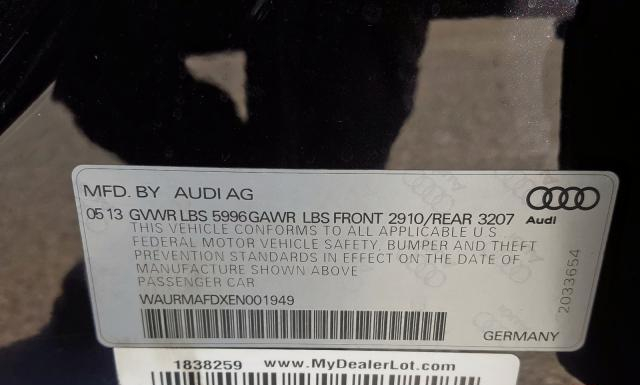 MFD. BY AUDI AG
05 13 GVWR LBS 5996 GAWR LBS FRONT 2910/REAR 3207
Audi
THIS VEHICLE CONFORMS TO ALL APPLICABLE U S
FEDERAL MOTOR VEHICLE SAFETY, BUMPER AND THEFT
PREVENTION STANDARDS IN EFFECT ON THE DATE OF
MANUFACTURE SHOWN ABOVE
PASSENGER CAR
WAURMAFDXEN001949
2033654
GERMANY
1838259 www.MyDealerLot.com